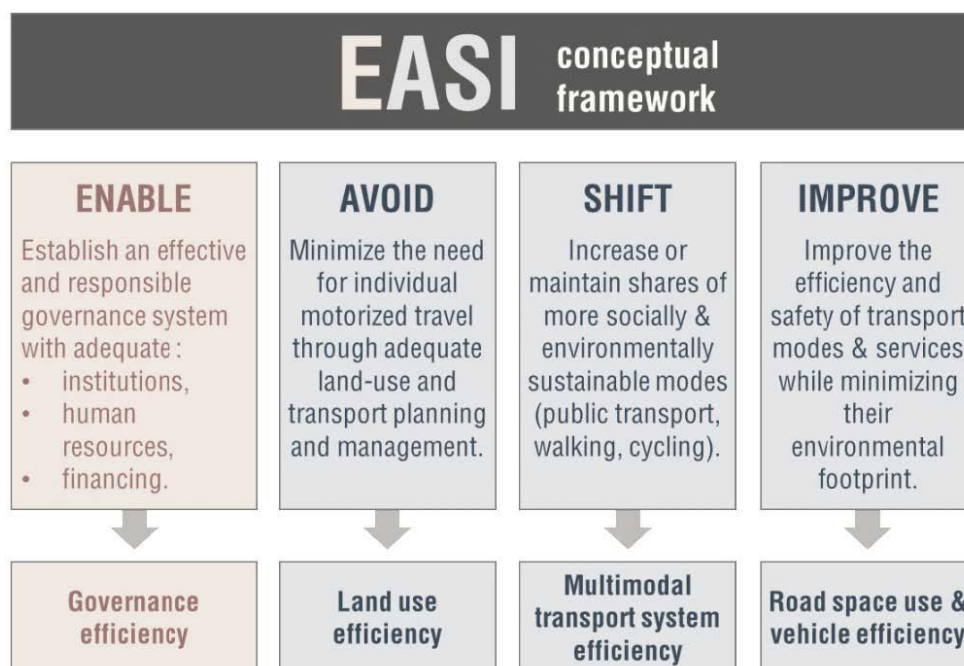 EASI conceptual
framework
ENABLE
Establish an effective
and responsible
governance system
with adequate :
• institutions,
• human
resources,
• financing.
AVOID
Minimize the need
for individual
motorized travel
through adequate
land-use and
transport planning
and management.
SHIFT
Increase or
maintain shares of
more socially &
environmentally
sustainable modes
(public transport,
walking, cycling).
IMPROVE
Improve the
efficiency and
safety of transport
modes & services
while minimizing
their
environmental
footprint.
Governance
efficiency
Land use
efficiency
Multimodal
transport system
efficiency
Road space use &
vehicle efficiency